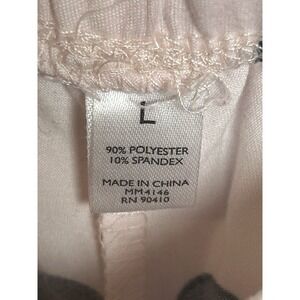 L
90% POLYESTER
10% SPANDEX
MADE IN CHINA
MM4146
RN 90410